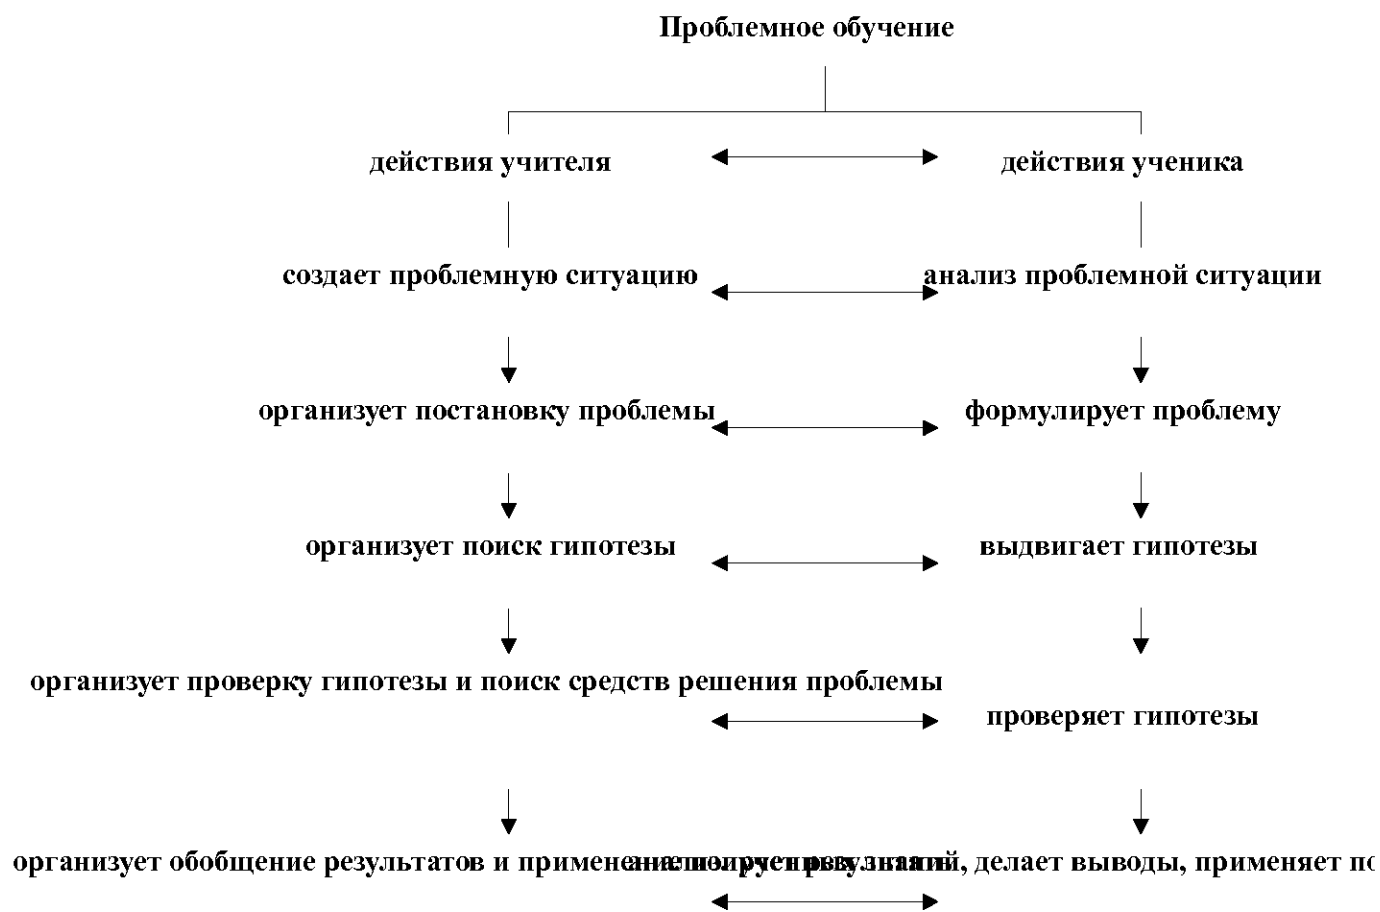 Проблемное обучение
действия учителя
действия ученика
создает проблемную ситуацию
анализ проблемной ситуации
организует постановку проблемы
формулирует проблему
организует поиск гипотезы
выдвигает гипотезы
организует проверку гипотезы и поиск средств решения проблемы
проверяет гипотезы
организует обобщение результатов и применение
делает выводы, применяет